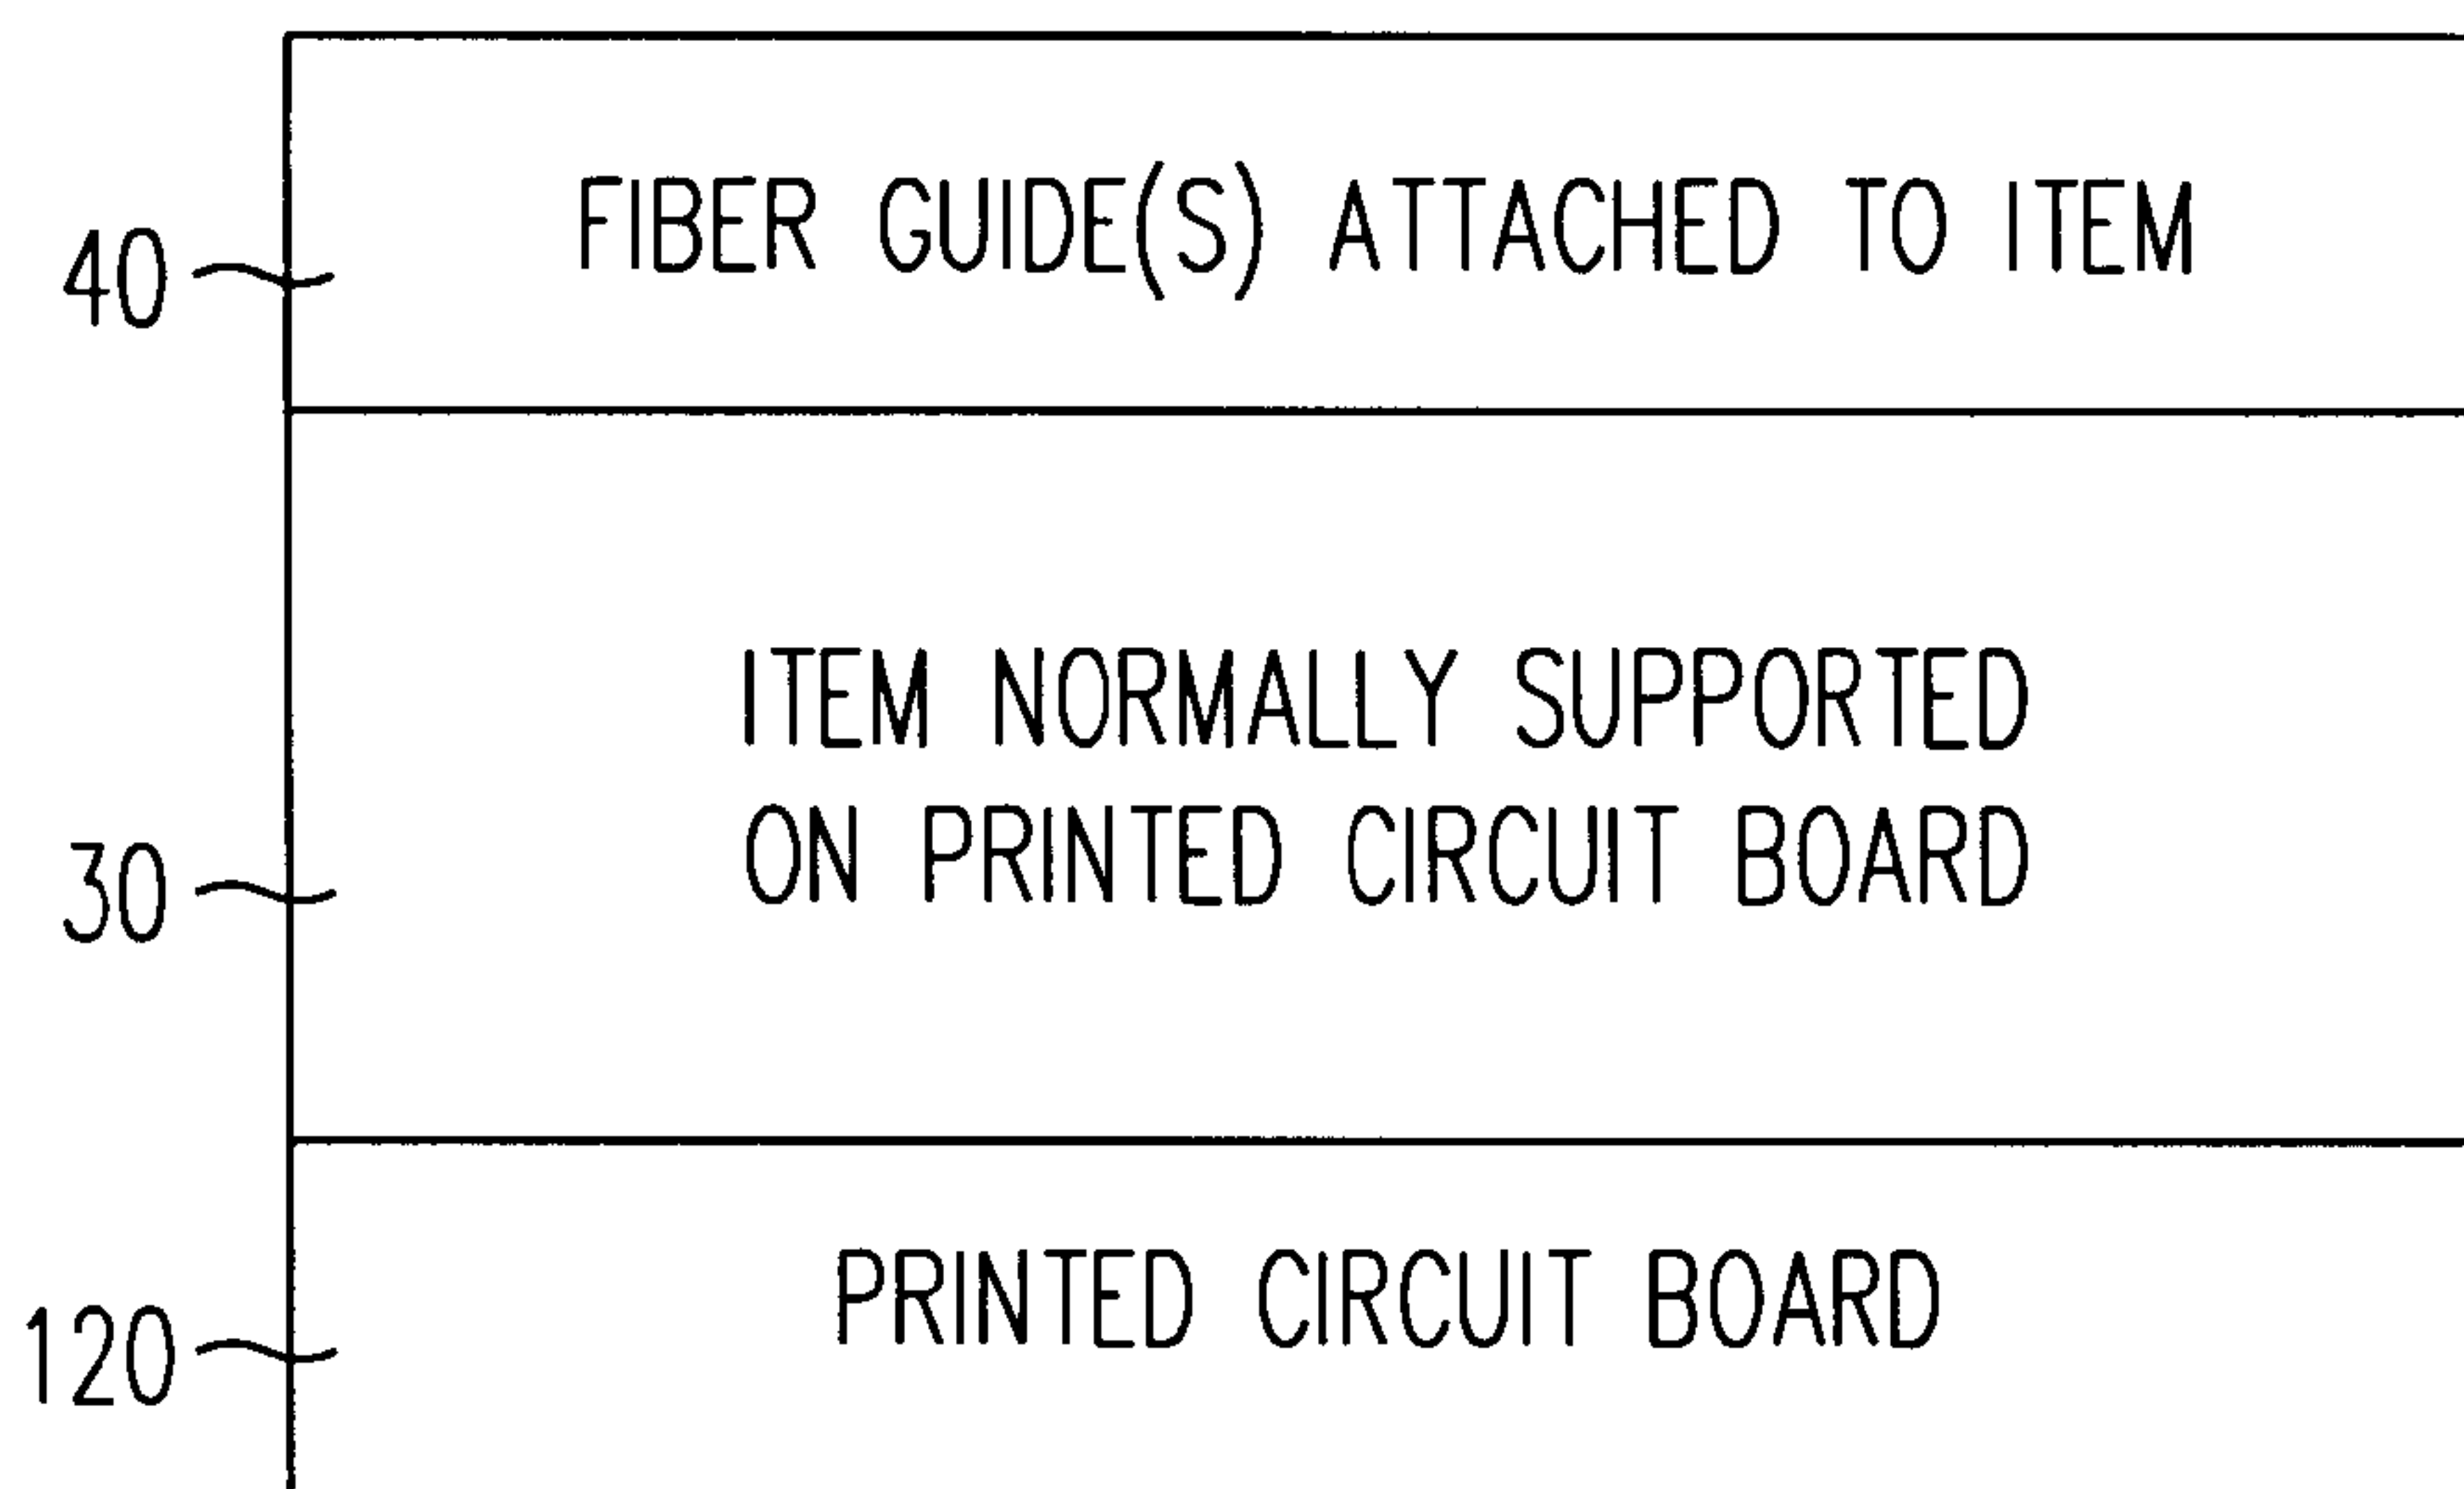 FIBER GUIDE(S) ATTACHED TO ITEM
40
ITEM NORMALLY SUPPORTED
ON PRINTED CIRCUIT BOARD
30
PRINTED CIRCUIT BOARD
120